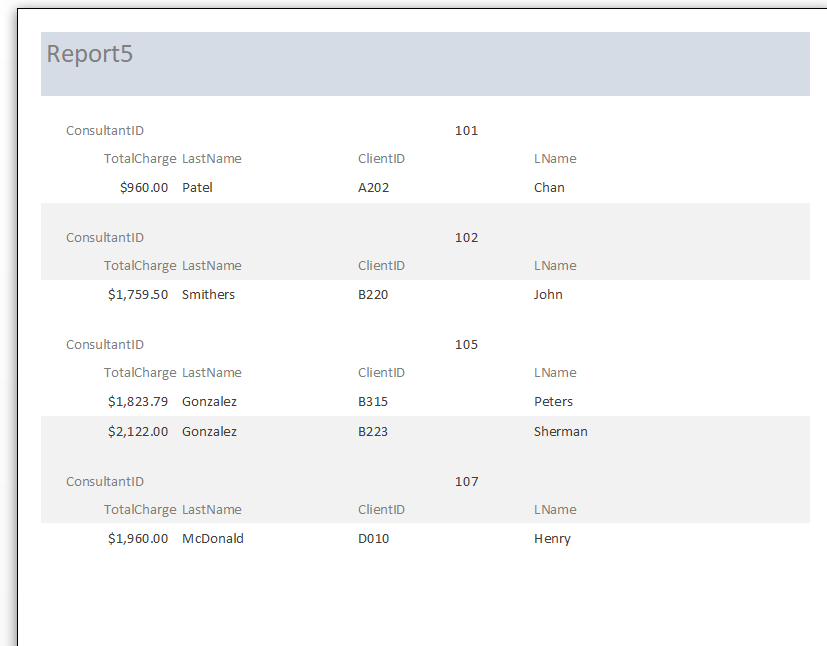 Report5
ConsultantID 101
TotalCharge LastName ClientID LName
$960.00 Patel A202 Chan
ConsultantID 102
TotalCharge LastName ClientID LName
$1,759.50 Smithers B220 John
ConsultantID 105
TotalCharge LastName ClientID LName
$1,823.79 Gonzalez B315 Peters
$2,122.00 Gonzalez B223 Sherman
ConsultantID 107
TotalCharge LastName ClientID LName
$1,960.00 McDonald D010 Henry